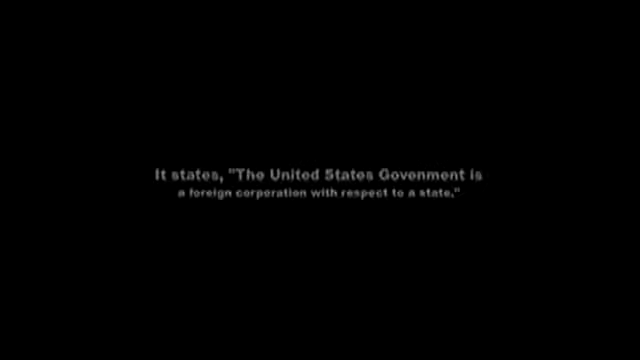 It states, "The United States Govenment is
a foreign corporation with respect to a state."